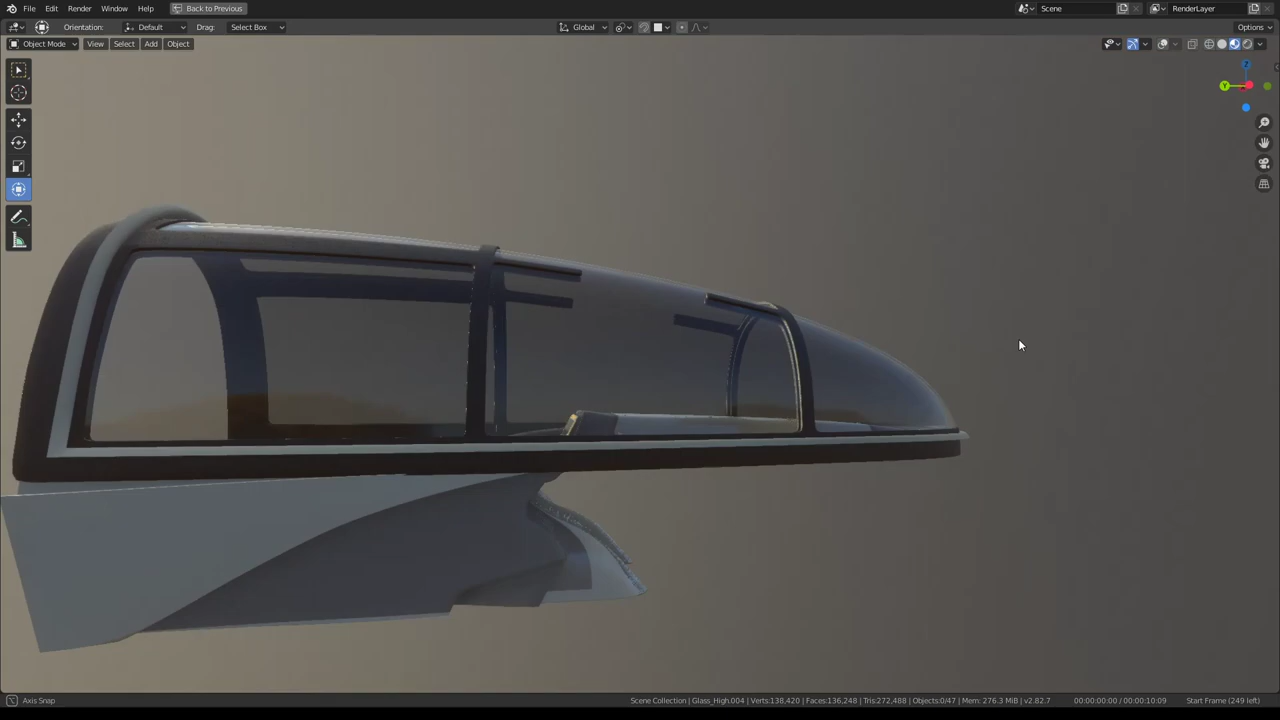 File Edit Render Window Help Back to Previous Scene RenderLayer
Orientation: Default Drag: Select Box Global Options
Object Mode View Select Add Object
Z
Y
Axis Snap Scene Collection | Glass_High.004 | Verts:138,420 | Faces:136,248 | Tris:272,488 | Objects:0/47 | Mem: 276.3 MiB | v2.82.7 00:00:00:00 / 00:00:10:09 Start Frame (249 left)